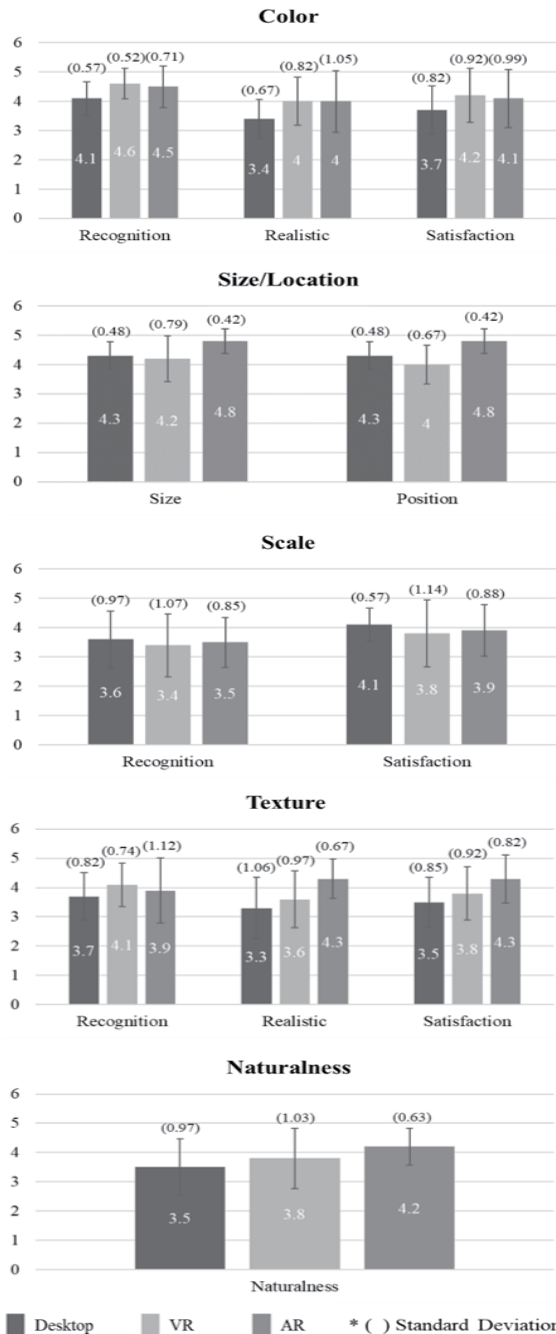 Color
6
(0.57) (0.52) (0.71) (0.67) (0.82) (1.05) (0.82) (0.92)(0.99)
5
4
3
2
1
0
4.1 4.6 4.5 3.4 4 4 3.7 4.2 4.1
Recognition Realistic Satisfaction
Size/Location
6
(0.48) (0.79) (0.42) (0.48) (0.67) (0.42)
5
4
3
2
1
0
4.3 4.2 4.8 4.3 4 4.8
Size Position
Scale
6
(0.97) (1.07) (0.85) (0.57) (1.14) (0.88)
5
4
3
2
1
0
3.6 3.4 3.5 4.1 3.8 3.9
Recognition Satisfaction
Texture
6
(0.82) (0.74) (1.12) (1.06) (0.97) (0.67) (0.85) (0.92) (0.82)
5
4
3
2
1
0
3.7 4.1 3.9 3.3 3.6 4.3 3.5 3.8 4.3
Recognition Realistic Satisfaction
Naturalness
6
(0.97) (1.03) (0.63)
5
4
3
2
1
0
3.5 3.8 4.2
Naturalness
Desktop VR AR * ( ) Standard Deviation